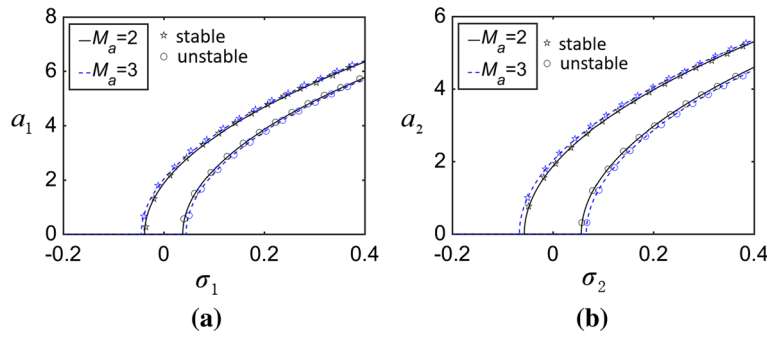 8
6
4
2
0
a₁
Mₐ=2
Mₐ=3
stable
unstable
-0.2
0
0.2
0.4
σ₁
(a)
6
4
2
0
a₂
Mₐ=2
Mₐ=3
stable
unstable
-0.2
0
0.2
0.4
σ₂
(b)